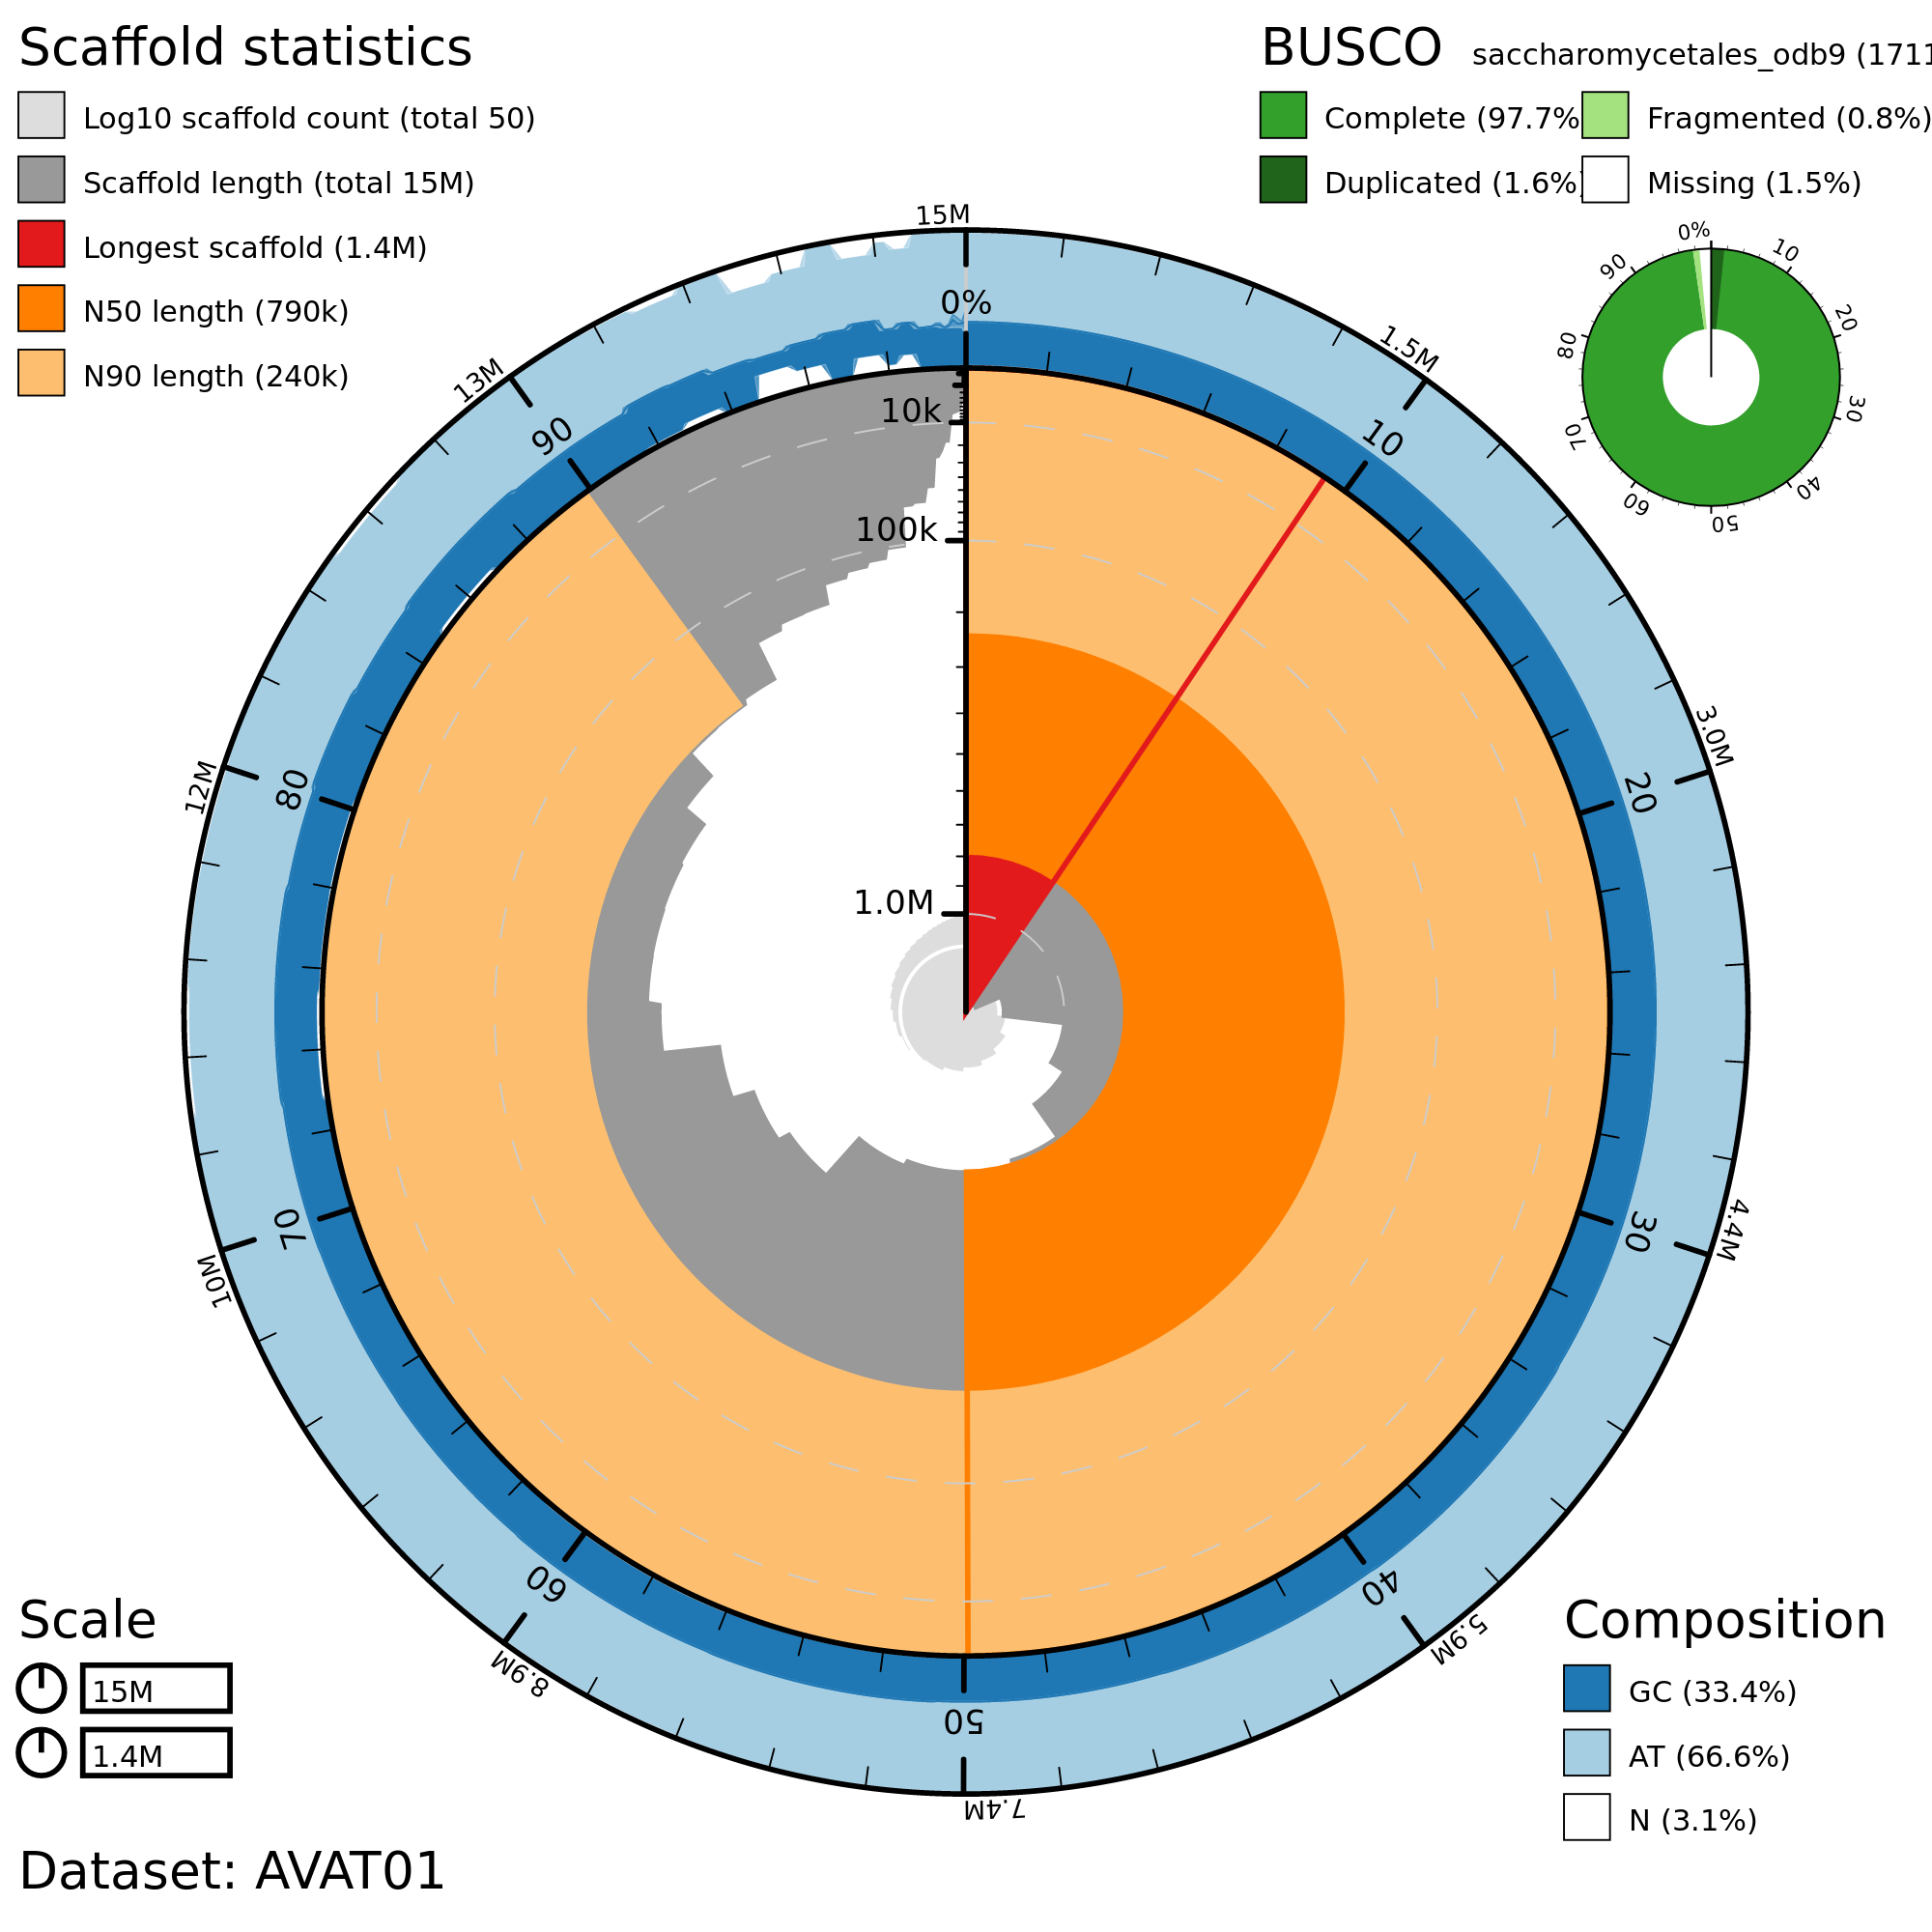 Scaffold statistics
Log10 scaffold count (total 50)
Scaffold length (total 15M)
Longest scaffold (1.4M)
N50 length (790k)
N90 length (240k)
BUSCO saccharomycetales_odb9 (1711
Complete (97.7%
Fragmented (0.8%)
Duplicated (1.6%)
Missing (1.5%)
0%
10
20
30
40
50
60
70
80
90
15M
1.5M
3.0M
4.4M
5.9M
7.4M
8.9M
10M
12M
13M
0%
10
20
30
40
50
60
70
80
90
10k
100k
1.0M
Scale
15M
1.4M
Composition
GC (33.4%)
AT (66.6%)
N (3.1%)
Dataset: AVAT01